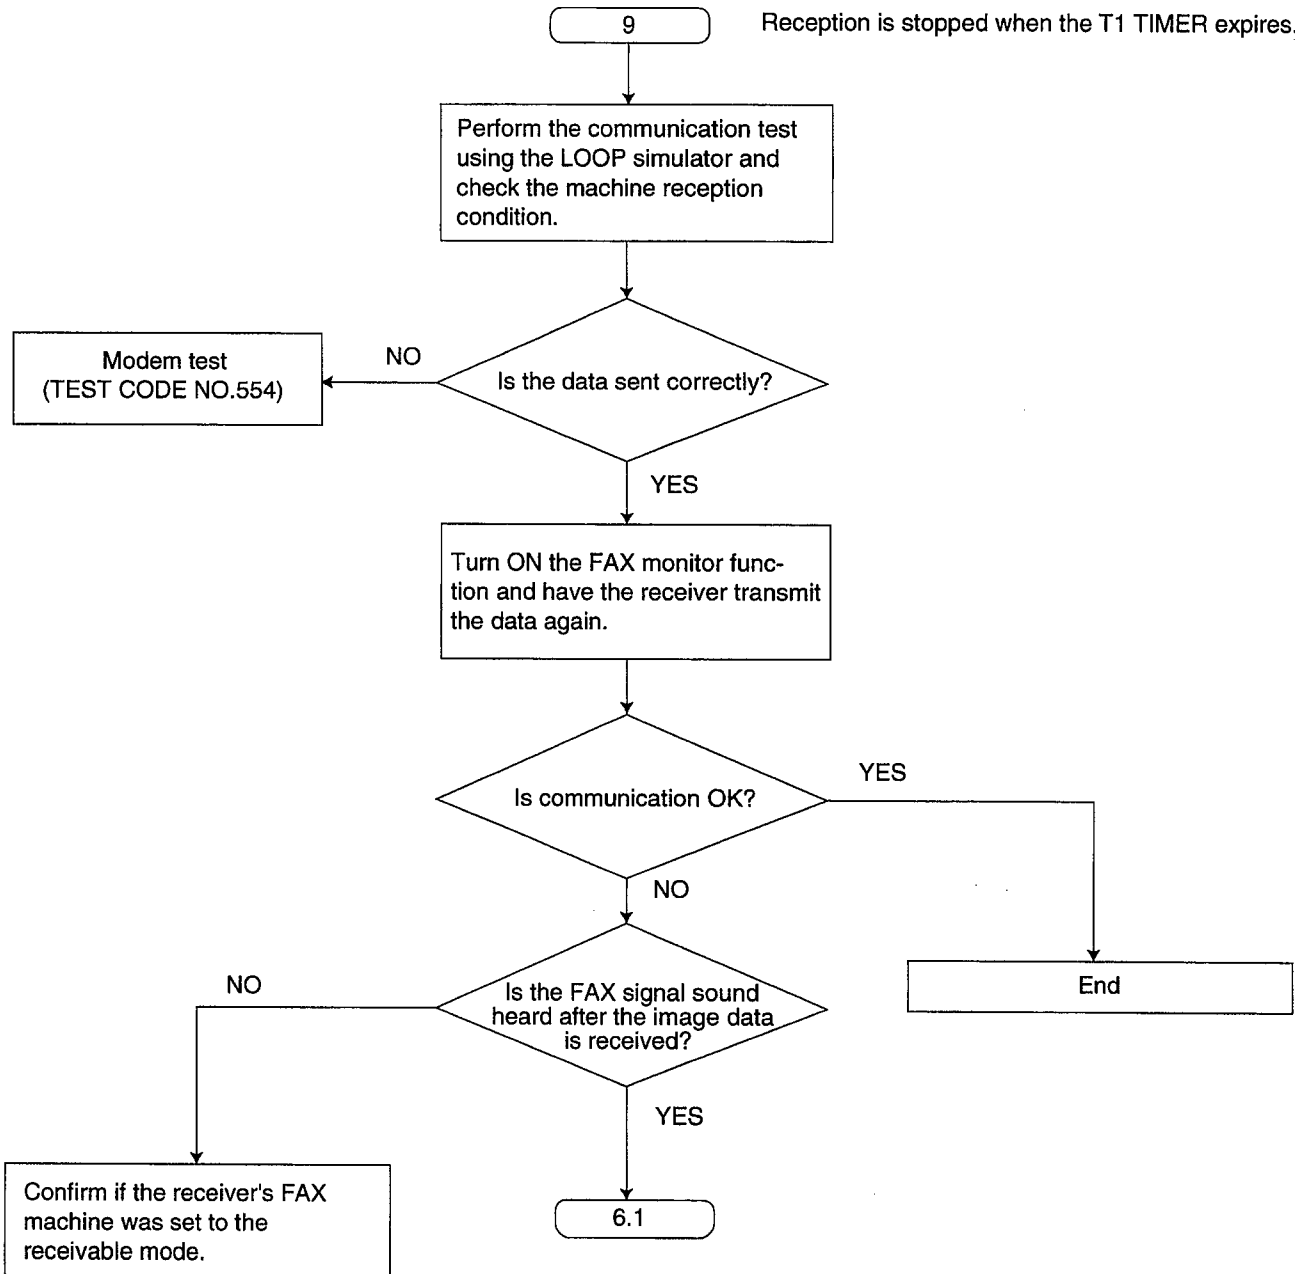 9
Reception is stopped when the T1 TIMER expires.
Perform the communication test
using the LOOP simulator and
check the machine reception
condition.
Is the data sent correctly?
NO
Modem test
(TEST CODE NO.554)
YES
Turn ON the FAX monitor func-
tion and have the receiver transmit
the data again.
Is communication OK?
YES
NO
End
Is the FAX signal sound
heard after the image data
is received?
NO
YES
Confirm if the receiver's FAX
machine was set to the
receivable mode.
6.1